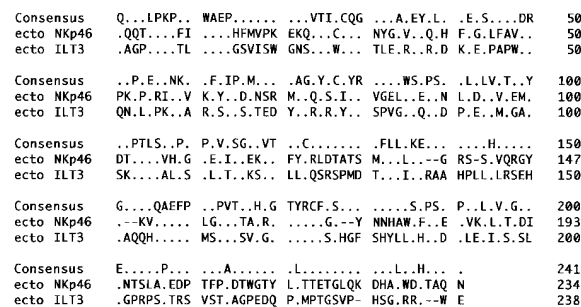 Consensus Q...LPKP.. WAEP...... ...VTI.CQG ...A.EY.L. .E.S....DR 50
ecto NKp46 .QQT....FI ....HFMVPK EKQ...C... NYG.V..Q.H F.G.LFAV.. 50
ecto ILT3 AGP....TL ....GSVISW GNS...W... TLE.R..R.D K.E.PAPW.. 50
Consensus ..P.E..NK. .F.IP.M... .AG.Y.C.YR ....WS.PS. .L.LV.T..Y 100
ecto NKp46 PK.P.RI..V K.Y..D.NSR M..Q.S.I.. VGEL..E..N L.D..V.EM. 100
ecto ILT3 QN.L.PK..A R.S..S.TED Y..R.R.Y.. SPVG..Q..D P.E..M.GA. 100
Consensus ..PTLS..P. P.V.SG..VT ..C....... .FLL.KE... ....H..... 150
ecto NKp46 DT....VH.G .E.I..EK.. FY.RLDTATS M...L..--G RS-S.VQRGY 147
ecto ILT3 SK....AL.S .L.T..KS.. LL.QSRSPMD T...I..RAA HPLL.LRSEH 150
Consensus G....QAEFP ..PVT..H.G TYRCF.S... ......S.PS. P..L.V.G.. 200
ecto NKp46 .--KV..... LG...TA.R. .....G.--Y NNHAW.F..E .VK.L.T.DI 193
ecto ILT3 .AQQH..... MS...SV.G. .....S.HGF SHYLL.H..D .LE.I.S.SL 200
Consensus E.....P... ....A..... .L........ ...L..H... . 241
ecto NKp46 .NTSLA.EDP TFP.DTWGTY L.TTETGLQK DHA.WD.TAQ N 234
ecto ILT3 .GPRPS.TRS VST.AGPEDQ P.MPTGSVP- HSG.RR.--W E 238